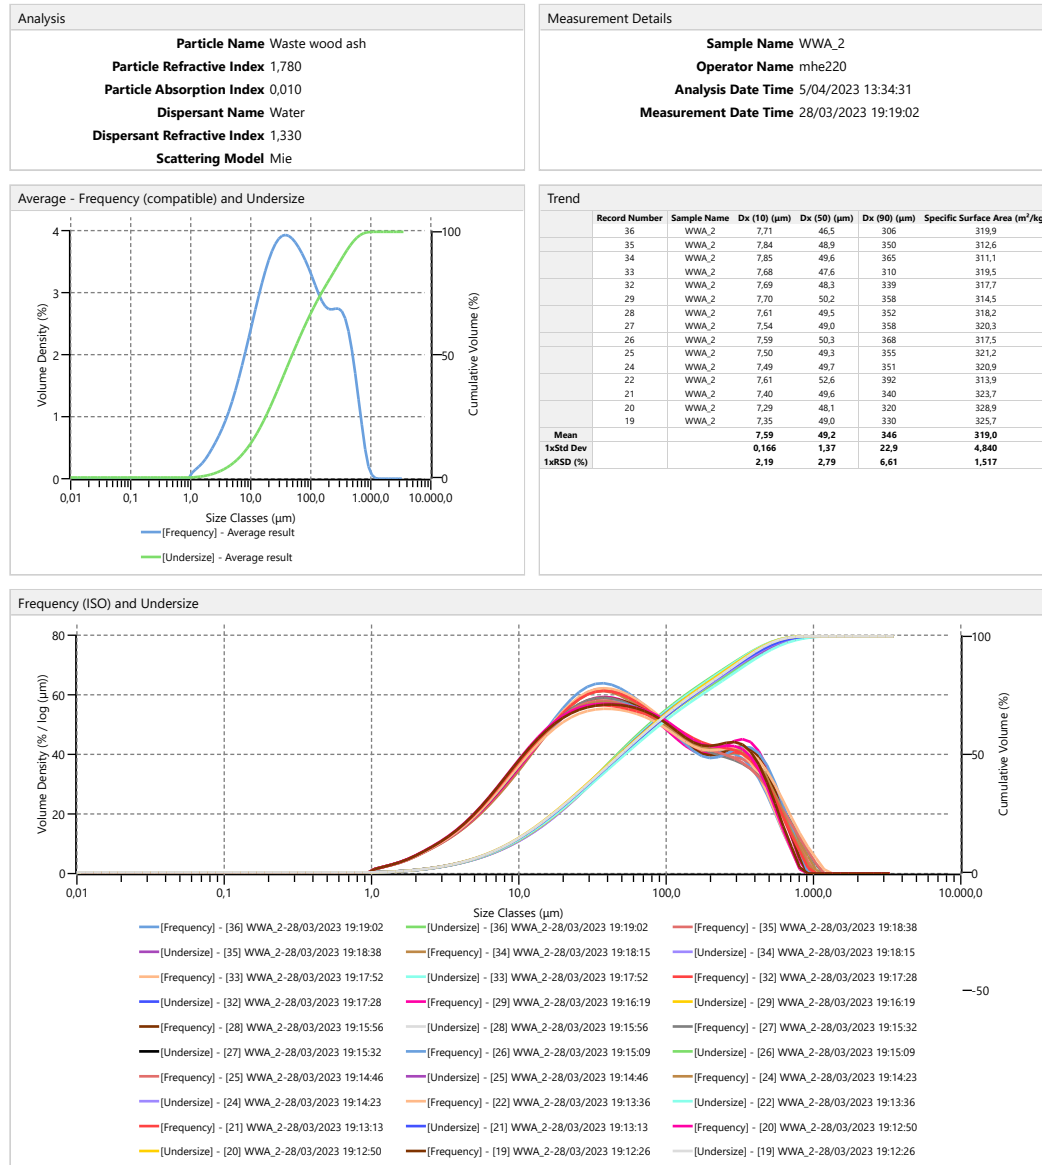 Analysis
Particle Name Waste wood ash
Particle Refractive Index 1,780
Particle Absorption Index 0,010
Dispersant Name Water
Dispersant Refractive Index 1,330
Scattering Model Mie
Measurement Details
Sample Name WWA_2
Operator Name mhe220
Analysis Date Time 5/04/2023 13:34:31
Measurement Date Time 28/03/2023 19:19:02
Average - Frequency (compatible) and Undersize
4 100
3
2 50
1
0 0
Volume Density (%)
Cumulative Volume (%)
0,01 0,1 1,0 10,0 100,0 1.000,0 10.000,0
Size Classes (µm)
[Frequency] - Average result
[Undersize] - Average result
Trend
Record Number Sample Name Dx (10) (µm) Dx (50) (µm) Dx (90) (µm) Specific Surface Area (m²/kg
36 WWA_2 7,71 46,5 306 319,9
35 WWA_2 7,84 48,9 350 312,6
34 WWA_2 7,85 49,6 365 311,1
33 WWA_2 7,68 47,6 310 319,5
32 WWA_2 7,69 48,3 339 317,7
29 WWA_2 7,70 50,2 358 314,5
28 WWA_2 7,61 49,5 352 318,2
27 WWA_2 7,54 49,0 358 320,3
26 WWA_2 7,59 50,3 368 317,5
25 WWA_2 7,50 49,3 355 321,2
24 WWA_2 7,49 49,7 351 320,9
22 WWA_2 7,61 52,6 392 313,9
21 WWA_2 7,40 49,6 340 323,7
20 WWA_2 7,29 48,1 320 328,9
19 WWA_2 7,35 49,0 330 325,7
Mean 7,59 49,2 346 319,0
1xStd Dev 0,166 1,37 22,9 4,840
1xRSD (%) 2,19 2,79 6,61 1,517
Frequency (ISO) and Undersize
80 100
60
40 50
20
0 0
Volume Density (% / log (µm))
Cumulative Volume (%)
0,01 0,1 1,0 10,0 100,0 1.000,0 10.000,0
Size Classes (µm)
[Frequency] - [36] WWA_2-28/03/2023 19:19:02 [Undersize] - [36] WWA_2-28/03/2023 19:19:02 [Frequency] - [35] WWA_2-28/03/2023 19:18:38
[Undersize] - [35] WWA_2-28/03/2023 19:18:38 [Frequency] - [34] WWA_2-28/03/2023 19:18:15 [Undersize] - [34] WWA_2-28/03/2023 19:18:15
[Frequency] - [33] WWA_2-28/03/2023 19:17:52 [Undersize] - [33] WWA_2-28/03/2023 19:17:52 [Frequency] - [32] WWA_2-28/03/2023 19:17:28
[Undersize] - [32] WWA_2-28/03/2023 19:17:28 [Frequency] - [29] WWA_2-28/03/2023 19:16:19 [Undersize] - [29] WWA_2-28/03/2023 19:16:19
-50
[Frequency] - [28] WWA_2-28/03/2023 19:15:56 [Undersize] - [28] WWA_2-28/03/2023 19:15:56 [Frequency] - [27] WWA_2-28/03/2023 19:15:32
[Undersize] - [27] WWA_2-28/03/2023 19:15:32 [Frequency] - [26] WWA_2-28/03/2023 19:15:09 [Undersize] - [26] WWA_2-28/03/2023 19:15:09
[Frequency] - [25] WWA_2-28/03/2023 19:14:46 [Undersize] - [25] WWA_2-28/03/2023 19:14:46 [Frequency] - [24] WWA_2-28/03/2023 19:14:23
[Undersize] - [24] WWA_2-28/03/2023 19:14:23 [Frequency] - [22] WWA_2-28/03/2023 19:13:36 [Undersize] - [22] WWA_2-28/03/2023 19:13:36
[Frequency] - [21] WWA_2-28/03/2023 19:13:13 [Undersize] - [21] WWA_2-28/03/2023 19:13:13 [Frequency] - [20] WWA_2-28/03/2023 19:12:50
[Undersize] - [20] WWA_2-28/03/2023 19:12:50 [Frequency] - [19] WWA_2-28/03/2023 19:12:26 [Undersize] - [19] WWA_2-28/03/2023 19:12:26